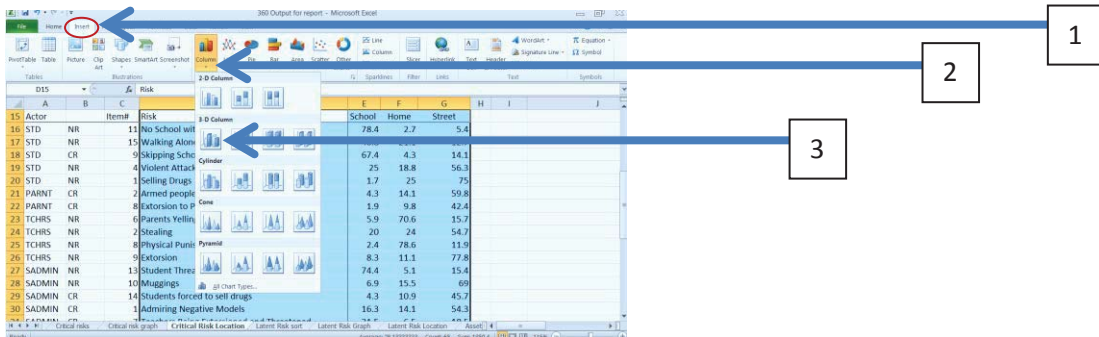 360 Output for report - Microsoft Excel
1
File Home Insert
PivotTable Table Picture Clip Art Shapes SmartArt Screenshot Column Pie Bar Area Scatter Other Line Column Slicer Hyperlink Text Header WordArt Signature Line Equation Symbol
Tables Illustrations Sparklines Filter Links Text Symbols
2
D15 fx Risk
2-D Column
3-D Column
Cylinder
Cone
Pyramid
All Chart Types...
A B C E F G H I J
15 Actor Item# Risk School Home Street
16 STD NR 11 No School wit 78.4 2.7 5.4
17 STD NR 15 Walking Alon
3
18 STD CR 9 Skipping Scho 67.4 4.3 14.1
19 STD NR 4 Violent Attack 25 18.8 56.3
20 STD NR 1 Selling Drugs 1.7 25 75
21 PARNT CR 2 Armed people 4.3 14.1 59.8
22 PARNT CR 8 Extorsion to P 1.9 9.8 42.4
23 TCHRS NR 6 Parents Yellin 5.9 70.6 15.7
24 TCHRS NR 2 Stealing 20 24 54.7
25 TCHRS NR 8 Physical Punis 2.4 78.6 11.9
26 TCHRS NR 9 Extorsion 8.3 11.1 77.8
27 SADMIN NR 13 Student Threa 74.4 5.1 15.4
28 SADMIN NR 10 Muggings 6.9 15.5 69
29 SADMIN CR 14 Students forced to sell drugs 4.3 10.9 45.7
30 SADMIN CR 1 Admiring Negative Models 16.3 14.1 54.3
Critical risks Critical risk graph Critical Risk Location Latent Risk sort Latent Risk Graph Latent Risk Location Asset